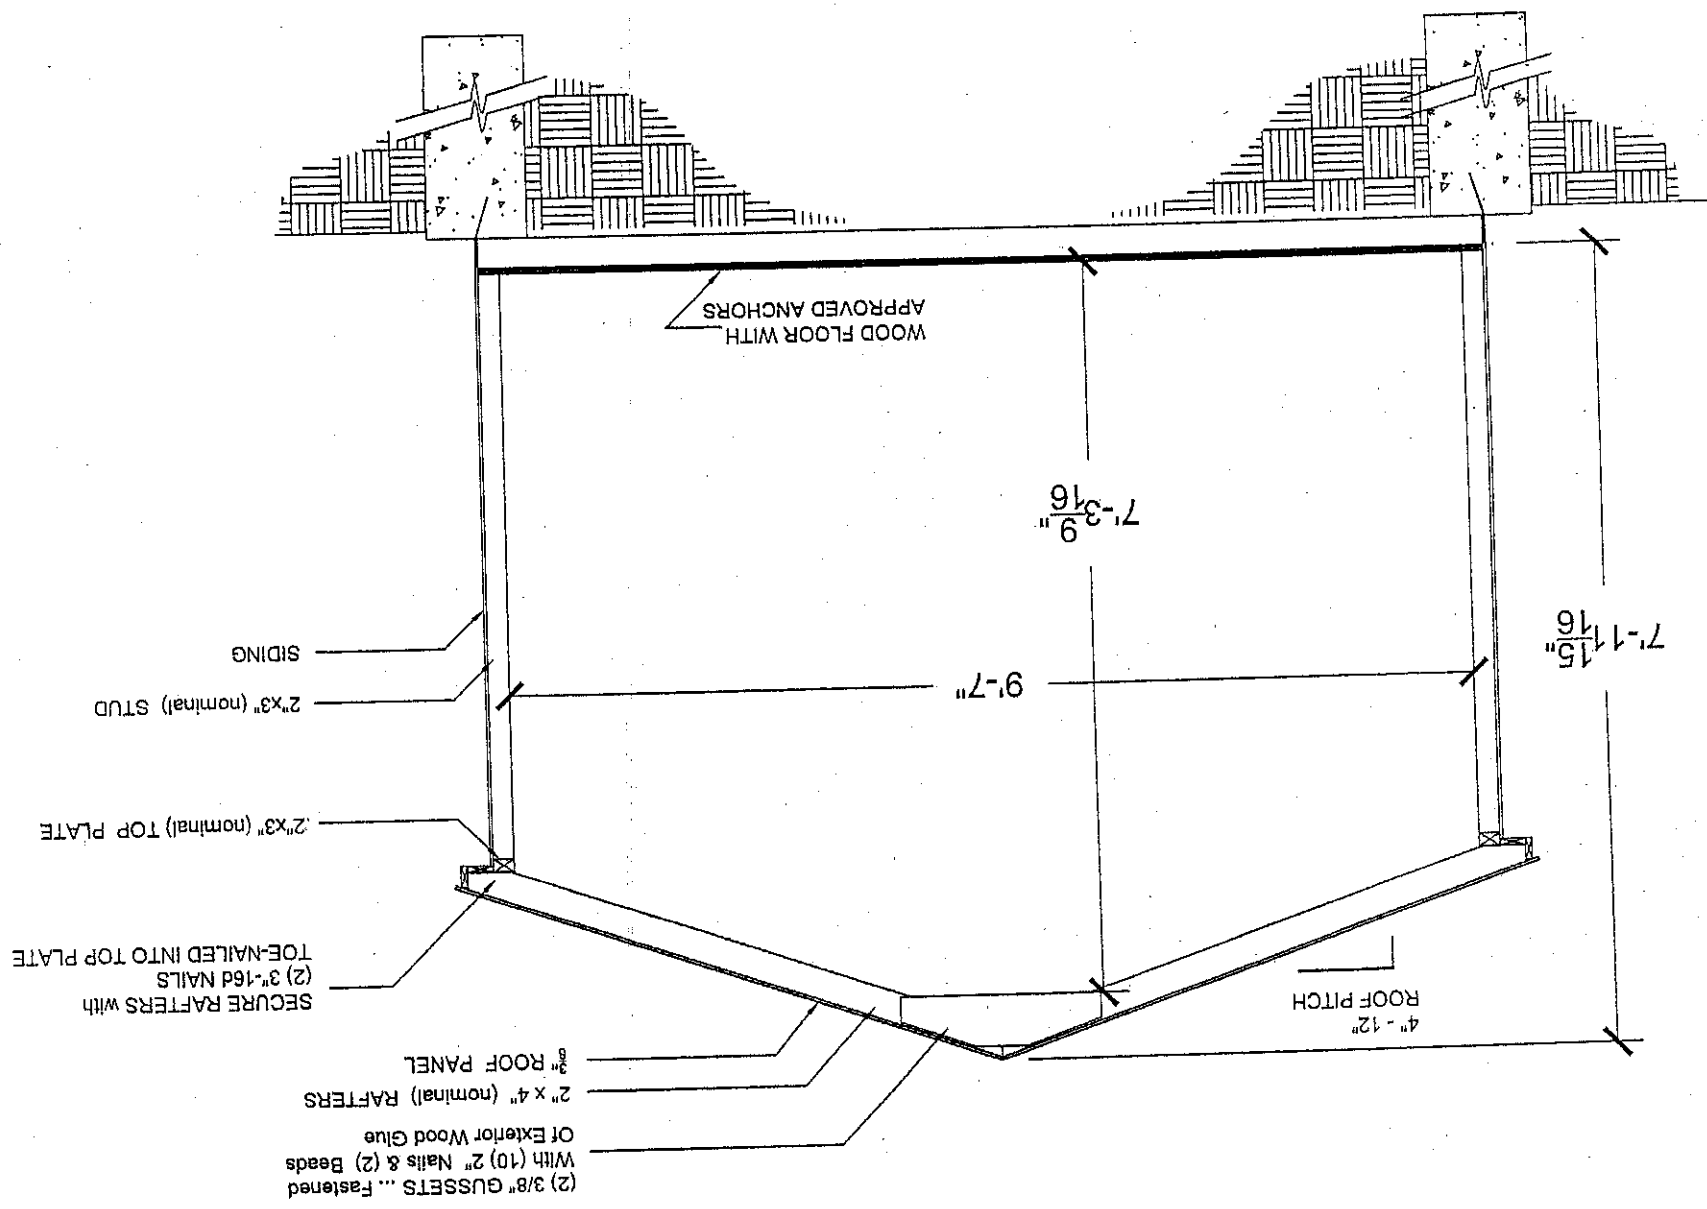 (2) 3/8" GUSSETS ... Fastened
With (10) 2" Nails & (2) Beads
Of Exterior Wood Glue
2" x 4" (nominal) RAFTERS
3/8" ROOF PANEL
4" - 12"
ROOF PITCH
SECURE RAFTERS with
(2) 3"-16d NAILS
TOE-NAILED INTO TOP PLATE
2"x3" (nominal) TOP PLATE
2"x3" (nominal) STUD
SIDING
9'-7"
7'-11 15/16"
7'-3 9/16"
WOOD FLOOR WITH
APPROVED ANCHORS